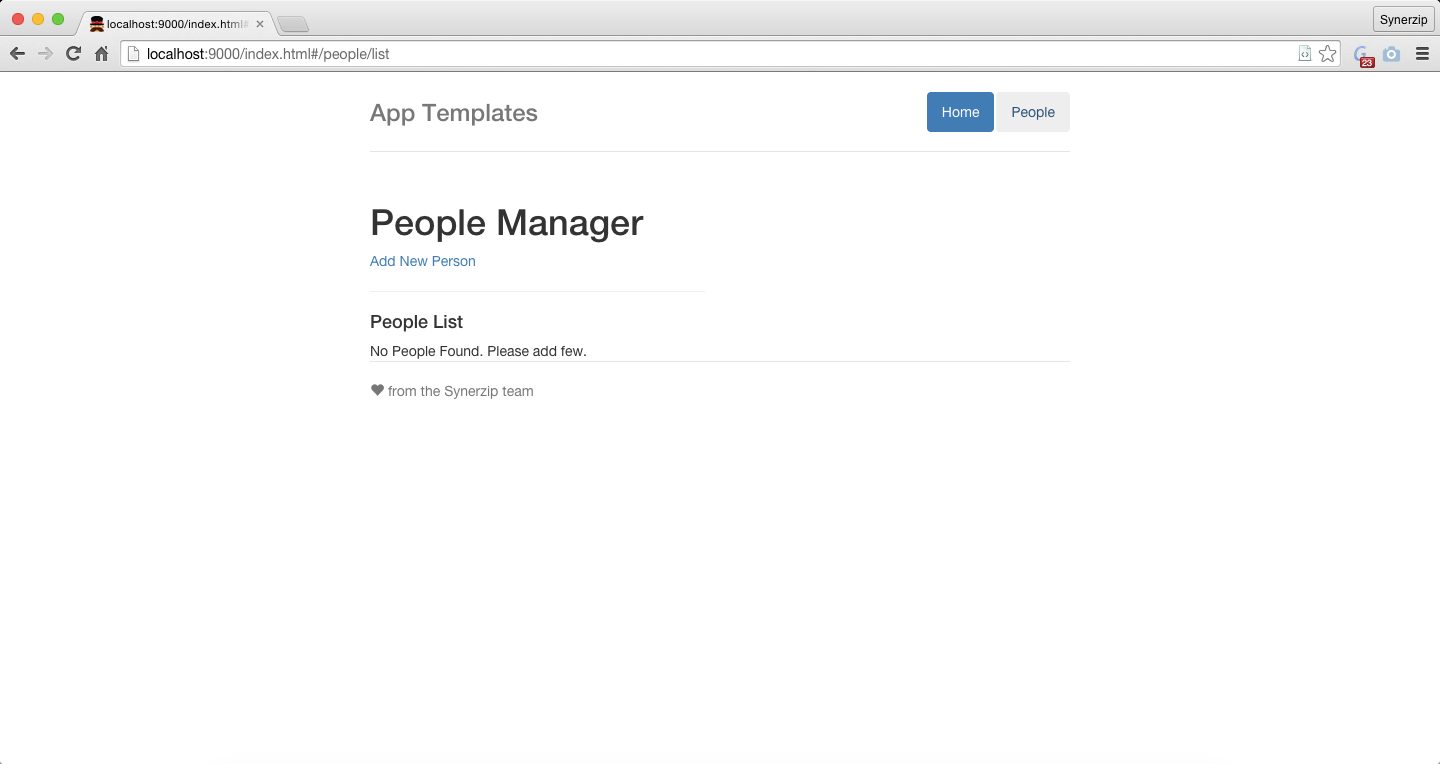 localhost:9000/index.html#
Synerzip
localhost:9000/index.html#/people/list
23
App Templates
Home
People
People Manager
Add New Person
People List
No People Found. Please add few.
from the Synerzip team